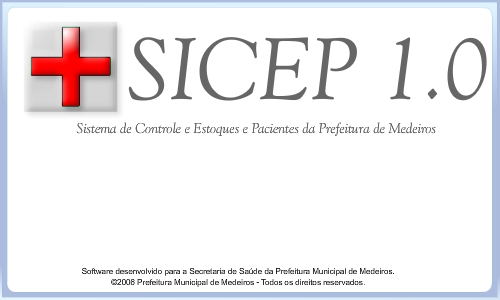 SICEP 1.0
Sistema de Controle e Estoques e Pacientes da Prefeitura de Medeiros
Software desenvolvido para a Secretaria de Saúde da Prefeitura Municipal de Medeiros.
©2008 Prefeitura Municipal de Medeiros - Todos os direitos reservados.